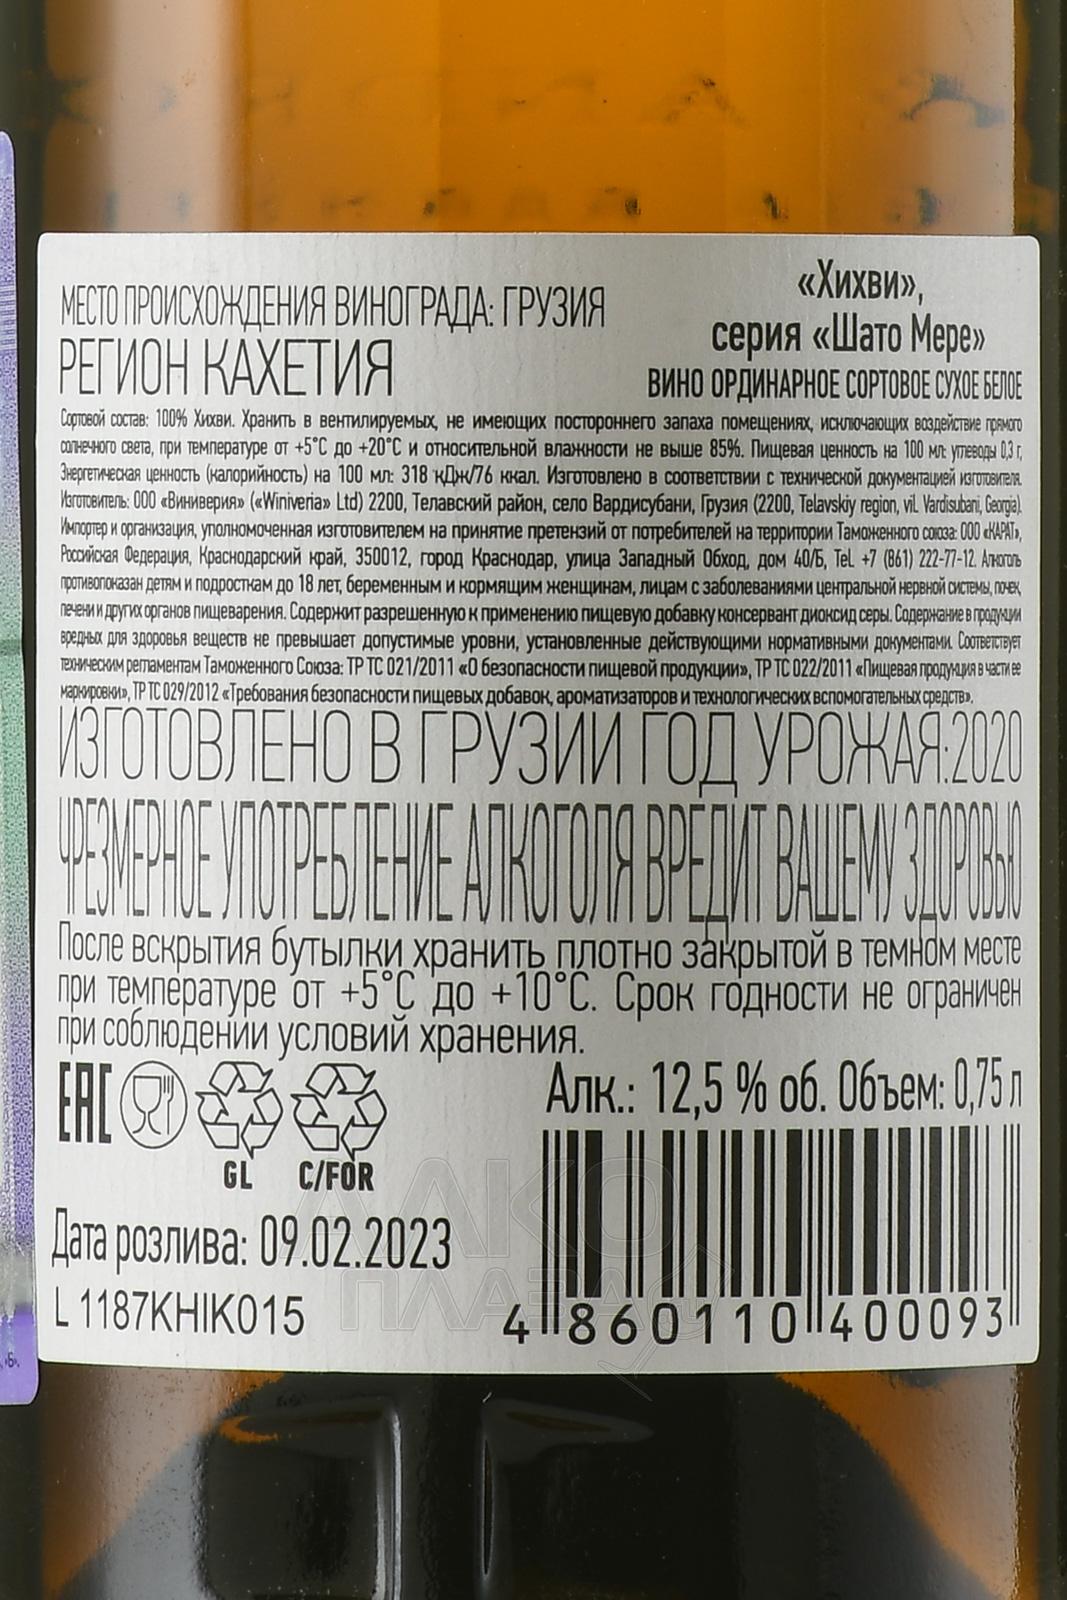 МЕСТО ПРОИСХОЖДЕНИЯ ВИНОГРАДА: ГРУЗИЯ
РЕГИОН КАХЕТИЯ
«Хихви»,
серия «Шато Мере»
ВИНО ОРДИНАРНОЕ СОРТОВОЕ СУХОЕ БЕЛОЕ
Сортовой состав: 100% Хихви. Хранить в вентилируемых, не имеющих постороннего запаха помещениях, исключающих воздействие прямого
солнечного света, при температуре от +5°С до +20°С и относительной влажности не выше 85%. Пищевая ценность на 100 мл: углеводы 0,3 г,
Энергетическая ценность (калорийность) на 100 мл: 318 кДж/76 ккал. Изготовлено в соответствии с технической документацией изготовителя.
Изготовитель: ООО «Виниверия» («Winiveria» Ltd) 2200, Телавский район, село Вардисубани, Грузия (2200, Telavskiy region, vil. Vardisubani, Georgia).
Импортер и организация, уполномоченная изготовителем на принятие претензий от потребителей на территории Таможенного союза: ООО «КАРАТ»,
Российская Федерация, Краснодарский край, 350012, город Краснодар, улица Западный Обход, дом 40/Б, Tel. +7 (861) 222-77-12. Алкоголь
противопоказан детям и подросткам до 18 лет, беременным и кормящим женщинам, лицам с заболеваниями центральной нервной системы, почек,
печени и других органов пищеварения. Содержит разрешенную к применению пищевую добавку консервант диоксид серы. Содержание в продукции
вредных для здоровья веществ не превышает допустимые уровни, установленные действующими нормативными документами. Соответствует
техническим регламентам Таможенного Союза: ТР ТС 021/2011 «О безопасности пищевой продукции», ТР ТС 022/2011 «Пищевая продукция в части ее
маркировки», ТР ТС 029/2012 «Требования безопасности пищевых добавок, ароматизаторов и технологических вспомогательных средств».
ИЗГОТОВЛЕНО В ГРУЗИИ ГОД УРОЖАЯ:2020
ЧРЕЗМЕРНОЕ УПОТРЕБЛЕНИЕ АЛКОГОЛЯ ВРЕДИТ ВАШЕМУ ЗДОРОВЬЮ
После вскрытия бутылки хранить плотно закрытой в темном месте
при температуре от +5°С до +10°С. Срок годности не ограничен
при соблюдении условий хранения.
ЕАС
GL
C/FOR
Алк.: 12,5 % об. Объем: 0,75 л
Дата розлива: 09.02.2023
L 1187KHIK015
4 860110 400093
АЛКО
ПЛАЗА